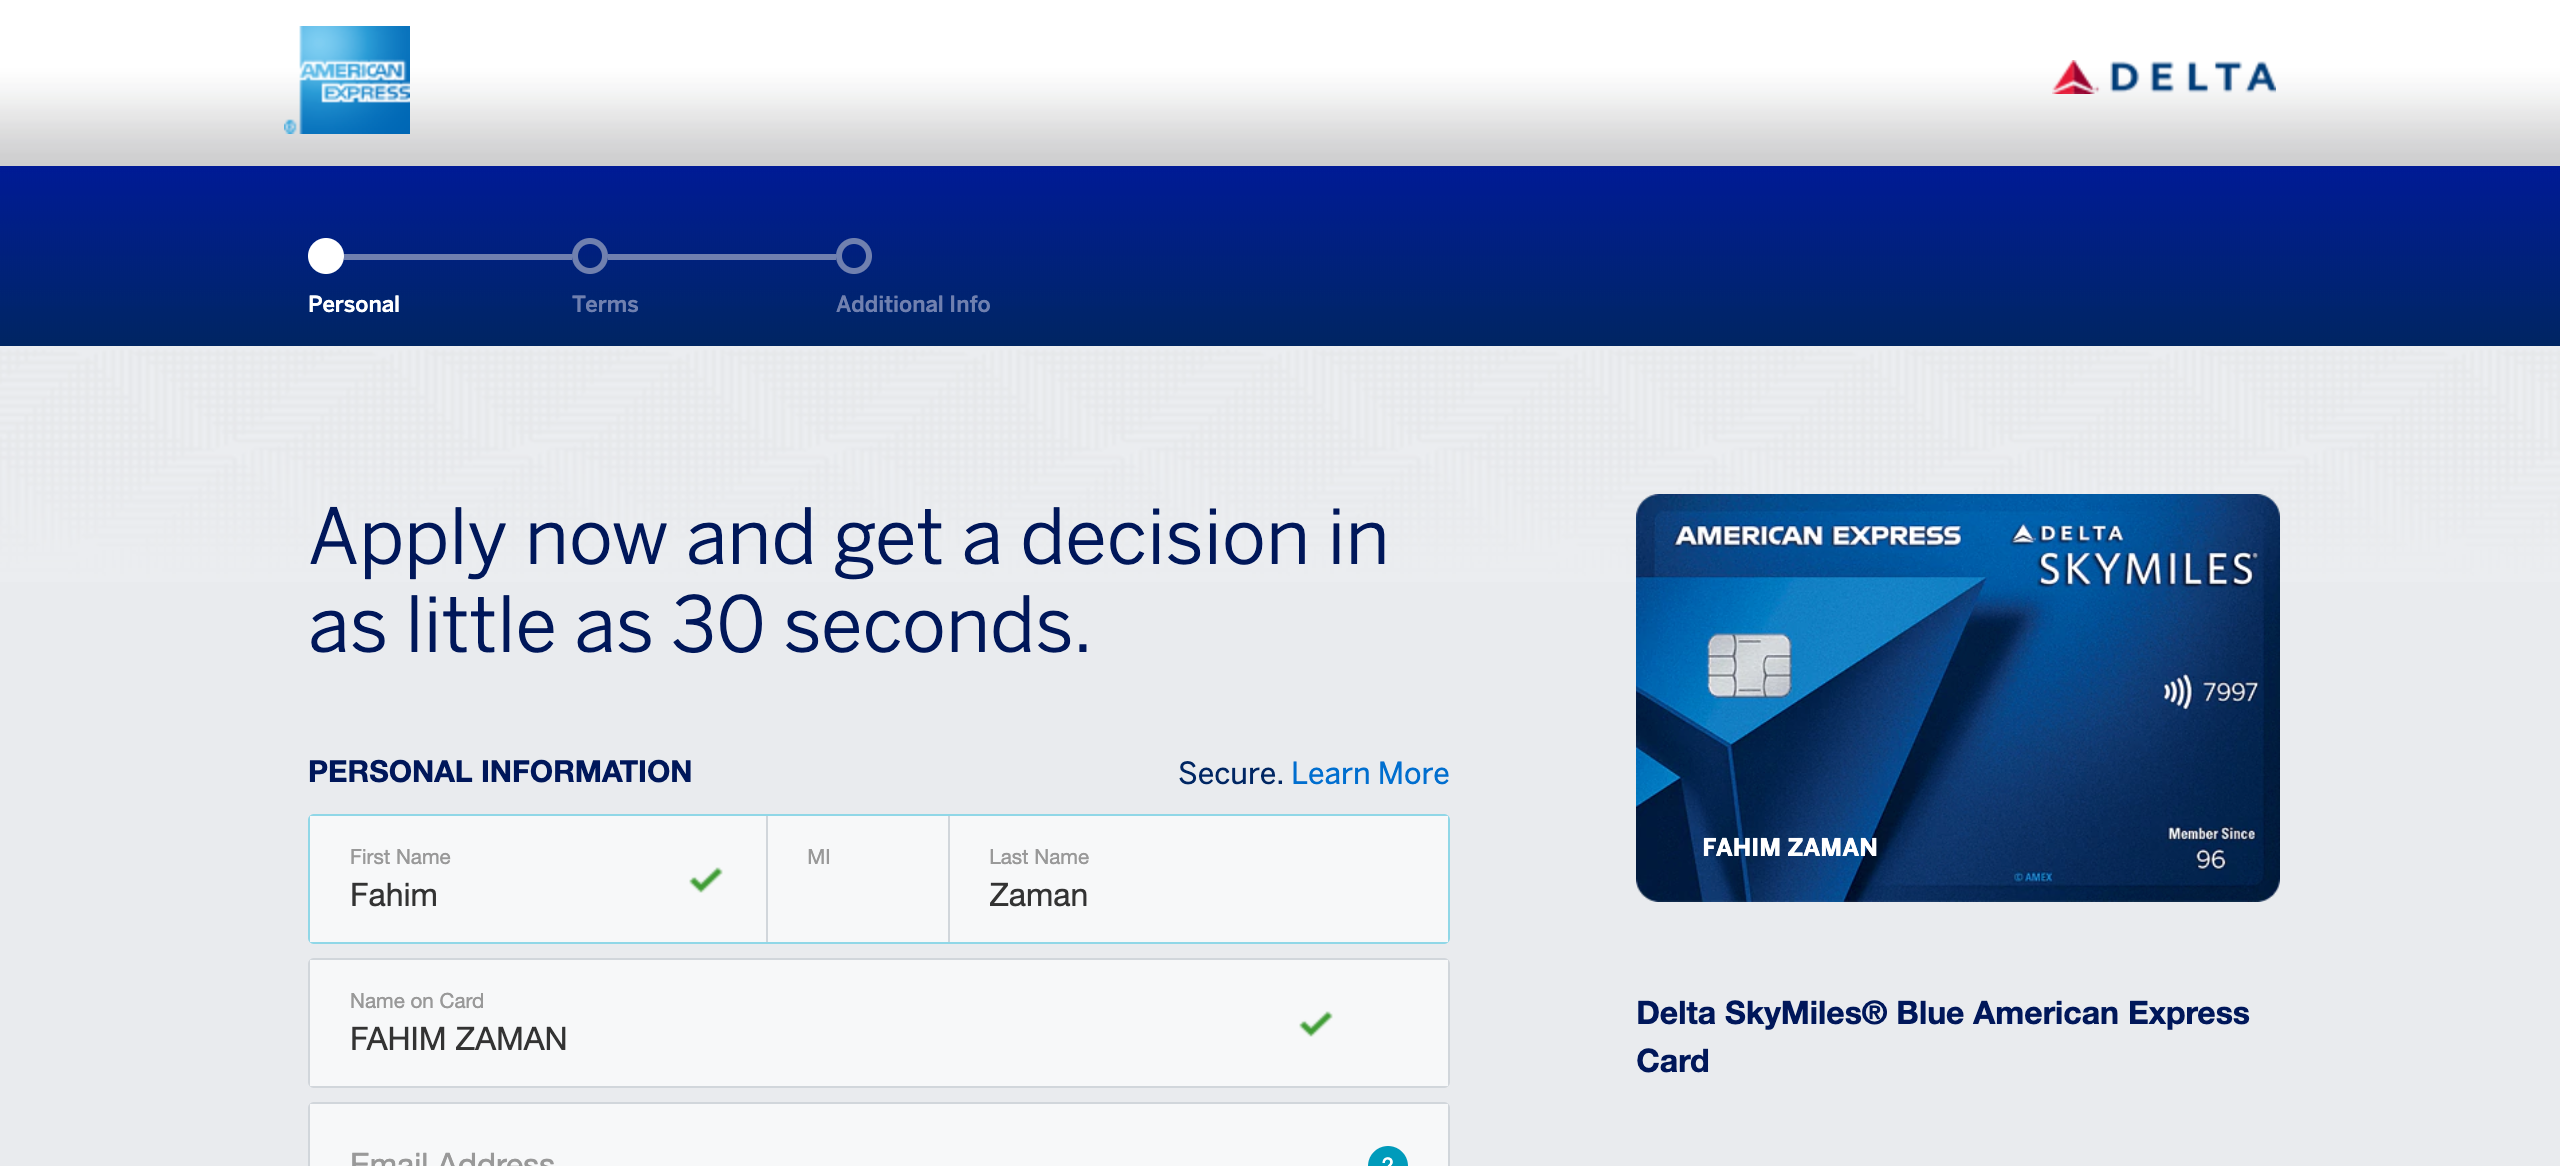 AMERICAN
EXPRESS
®
DELTA
Personal
Terms
Additional Info
Apply now and get a decision in
as little as 30 seconds.
PERSONAL INFORMATION
Secure. Learn More
First Name
Fahim
MI
Last Name
Zaman
Name on Card
FAHIM ZAMAN
Email Address
?
AMERICAN EXPRESS
DELTA
SKYMILES®
7997
FAHIM ZAMAN
Member Since
96
© AMEX
Delta SkyMiles® Blue American Express
Card